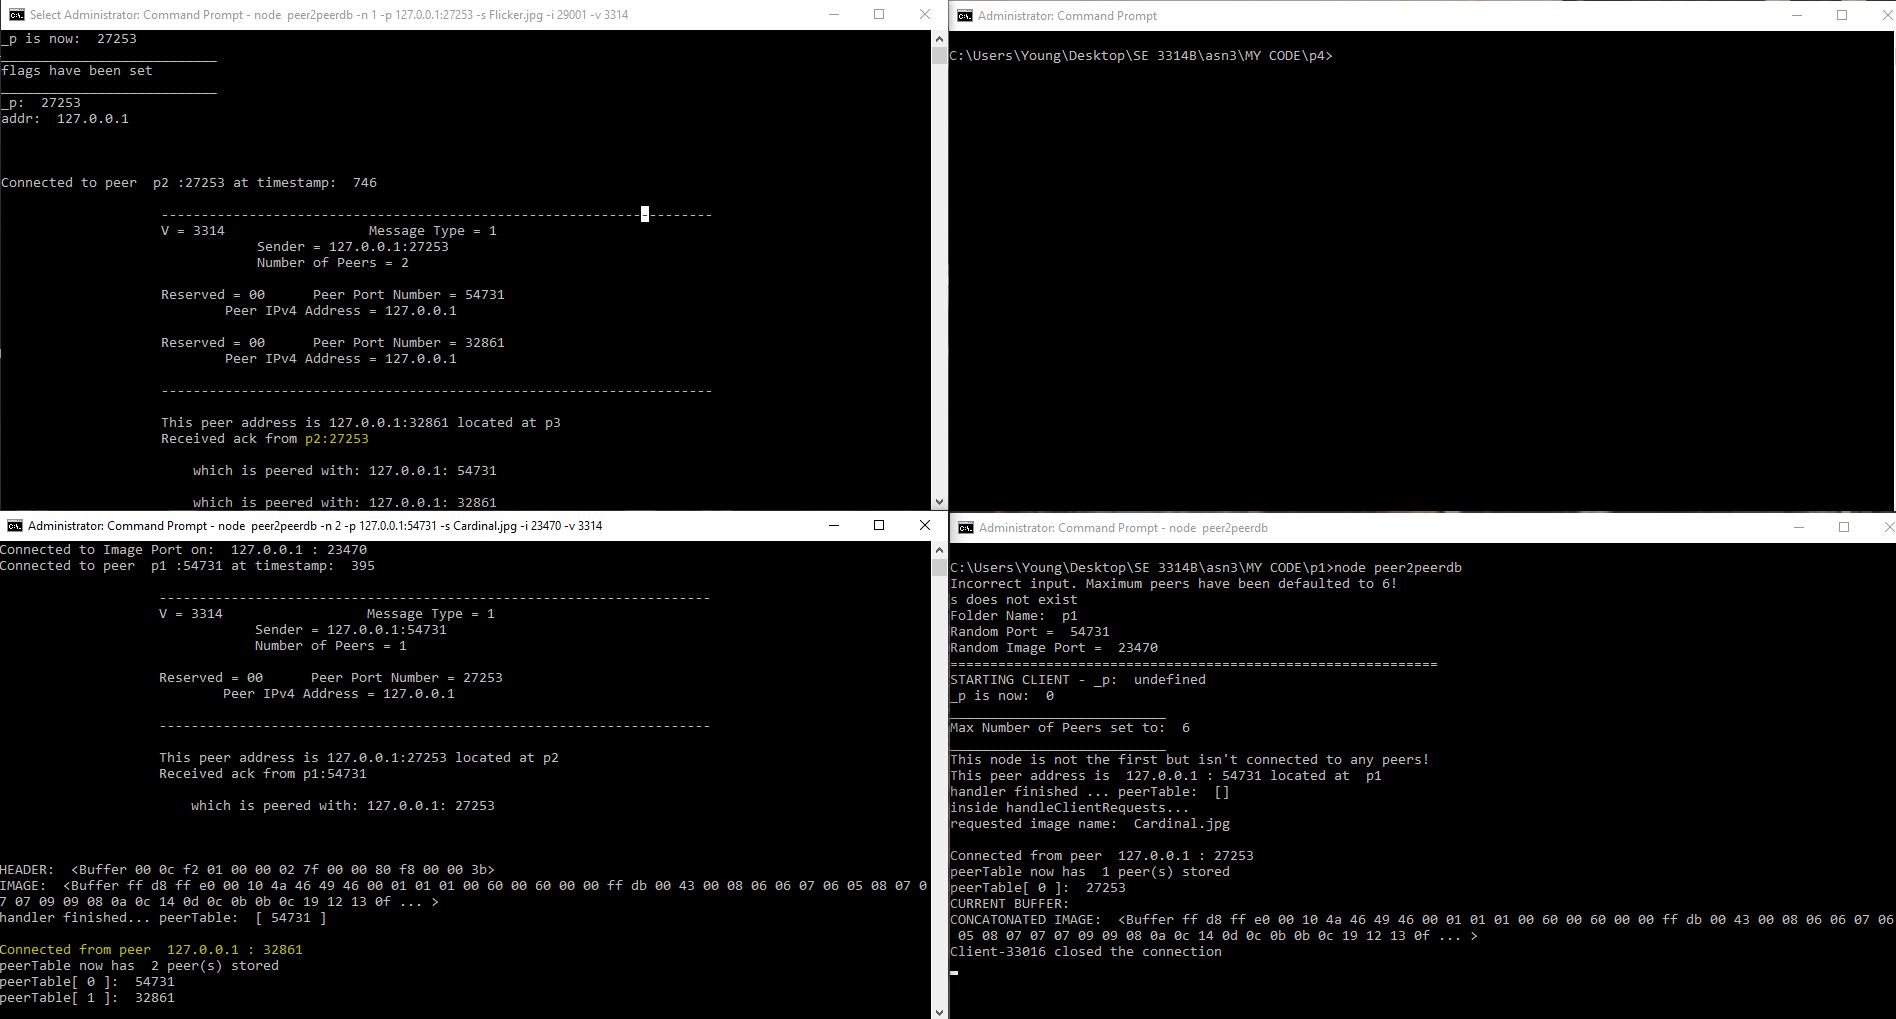 Select Administrator: Command Prompt - node peer2peerdb -n 1 -p 127.0.0.1:27253 -s Flicker.jpg -i 29001 -v 3314
_p is now:  27253
___________________________
flags have been set
___________________________
_p:  27253
addr:  127.0.0.1
Connected to peer  p2 :27253 at timestamp:  746
---------------------------------------------------------------------
V = 3314                  Message Type = 1
Sender = 127.0.0.1:27253
Number of Peers = 2
Reserved = 00      Peer Port Number = 54731
Peer IPv4 Address = 127.0.0.1
Reserved = 00      Peer Port Number = 32861
Peer IPv4 Address = 127.0.0.1
---------------------------------------------------------------------
This peer address is 127.0.0.1:32861 located at p3
Received ack from p2:27253
which is peered with: 127.0.0.1: 54731
which is peered with: 127.0.0.1: 32861
Administrator: Command Prompt
C:\Users\Young\Desktop\SE 3314B\asn3\MY CODE\p4>
Administrator: Command Prompt - node peer2peerdb -n 2 -p 127.0.0.1:54731 -s Cardinal.jpg -i 23470 -v 3314
Connected to Image Port on:  127.0.0.1 : 23470
Connected to peer  p1 :54731 at timestamp:  395
---------------------------------------------------------------------
V = 3314                  Message Type = 1
Sender = 127.0.0.1:54731
Number of Peers = 1
Reserved = 00      Peer Port Number = 27253
Peer IPv4 Address = 127.0.0.1
---------------------------------------------------------------------
This peer address is 127.0.0.1:27253 located at p2
Received ack from p1:54731
which is peered with: 127.0.0.1: 27253
HEADER:  <Buffer 00 0c f2 01 00 00 02 7f 00 00 80 f8 00 00 3b>
IMAGE:  <Buffer ff d8 ff e0 00 10 4a 46 49 46 00 01 01 01 00 60 00 60 00 00 ff db 00 43 00 08 06 06 07 06 05 08 07 0
7 07 09 09 08 0a 0c 14 0d 0c 0b 0b 0c 19 12 13 0f ... >
handler finished... peerTable:  [ 54731 ]
Connected from peer  127.0.0.1 : 32861
peerTable now has  2 peer(s) stored
peerTable[ 0 ]:  54731
peerTable[ 1 ]:  32861
Administrator: Command Prompt - node peer2peerdb
C:\Users\Young\Desktop\SE 3314B\asn3\MY CODE\p1>node peer2peerdb
Incorrect input. Maximum peers have been defaulted to 6!
s does not exist
Folder Name:  p1
Random Port =  54731
Random Image Port =  23470
=============================================================
STARTING CLIENT - _p:  undefined
_p is now:  0
___________________________
Max Number of Peers set to:  6
___________________________
This node is not the first but isn't connected to any peers!
This peer address is  127.0.0.1 : 54731 located at  p1
handler finished ... peerTable:  []
inside handleClientRequests...
requested image name:  Cardinal.jpg
Connected from peer  127.0.0.1 : 27253
peerTable now has  1 peer(s) stored
peerTable[ 0 ]:  27253
CURRENT BUFFER:
CONCATONATED IMAGE:  <Buffer ff d8 ff e0 00 10 4a 46 49 46 00 01 01 01 00 60 00 60 00 00 ff db 00 43 00 08 06 06 07 06
05 08 07 07 07 09 09 08 0a 0c 14 0d 0c 0b 0b 0c 19 12 13 0f ... >
Client-33016 closed the connection